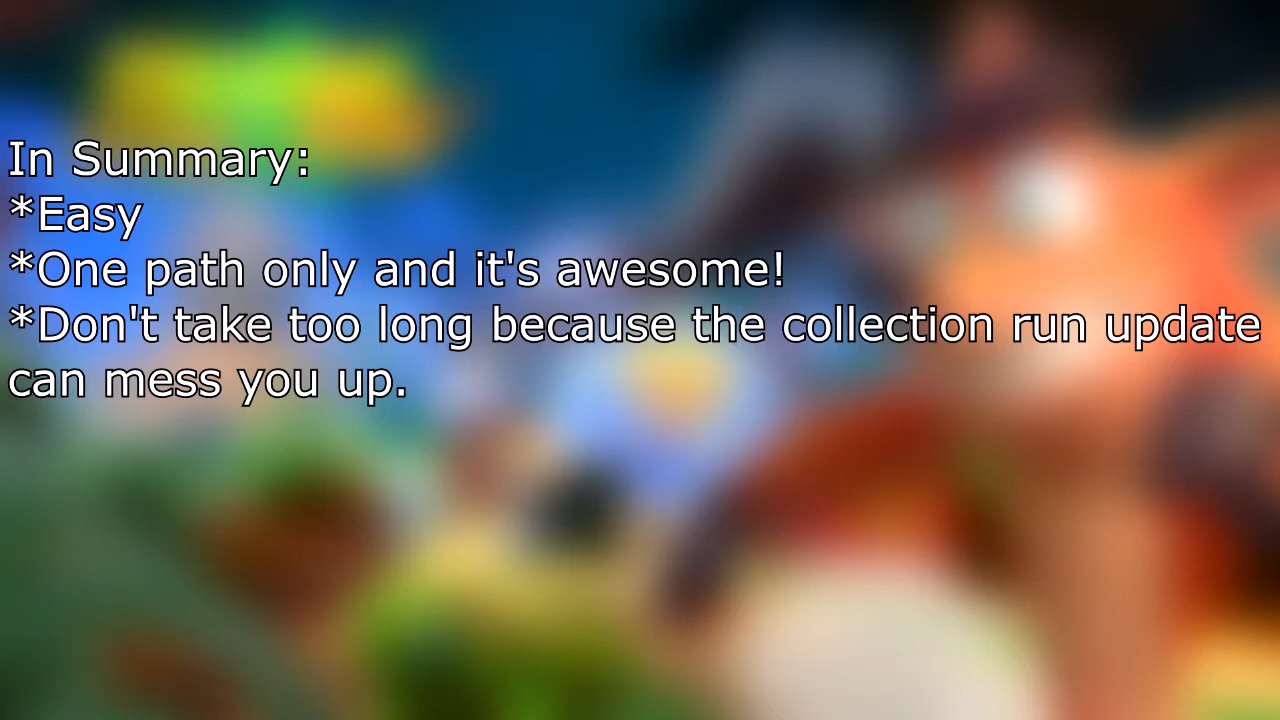 In Summary:
*Easy
*One path only and it's awesome!
*Don't take too long because the collection run update
can mess you up.